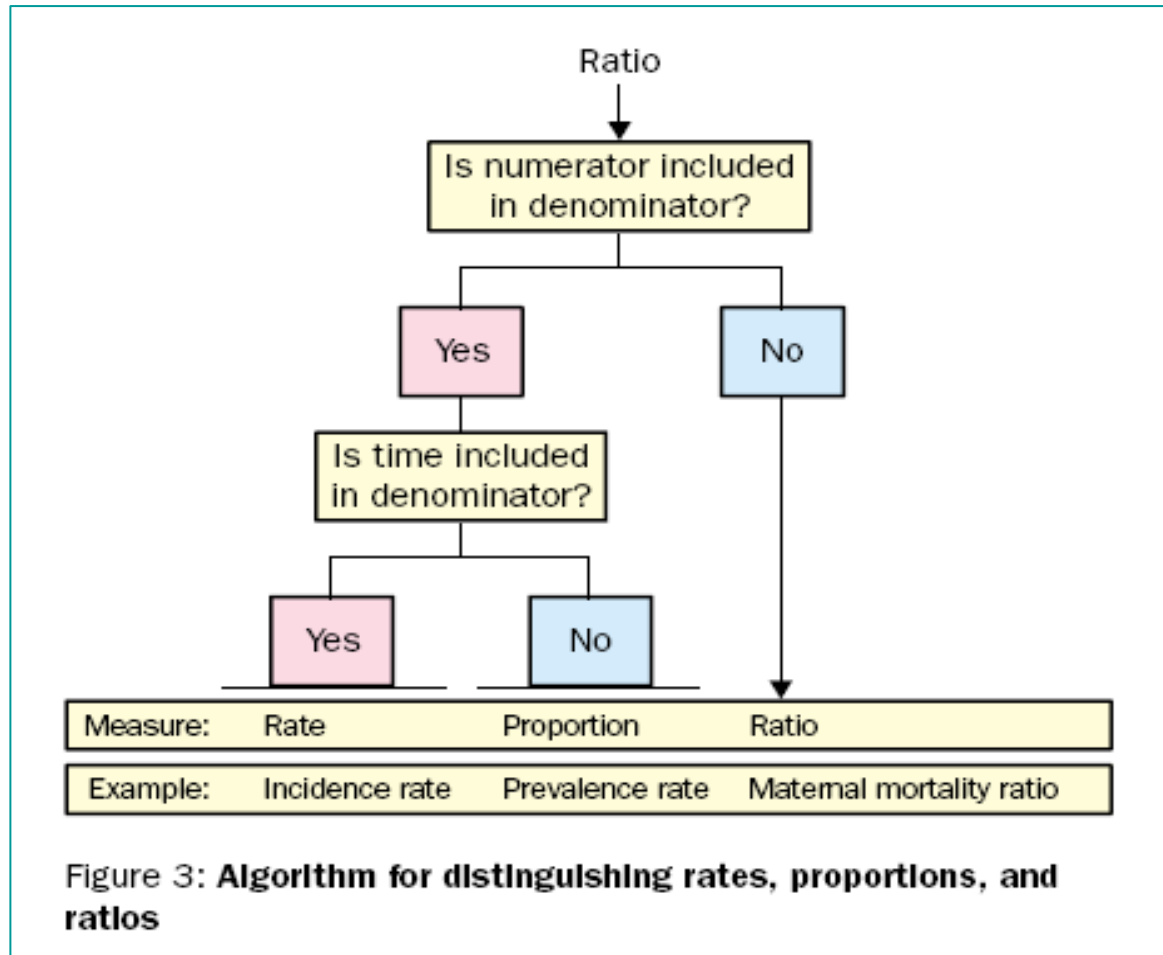 Ratio
Is numerator included
in denominator?
Yes
No
Is time included
in denominator?
Yes
No
Measure: Rate Proportion Ratio
Example: Incidence rate Prevalence rate Maternal mortality ratio
Figure 3: Algorithm for distinguishing rates, proportions, and
ratios